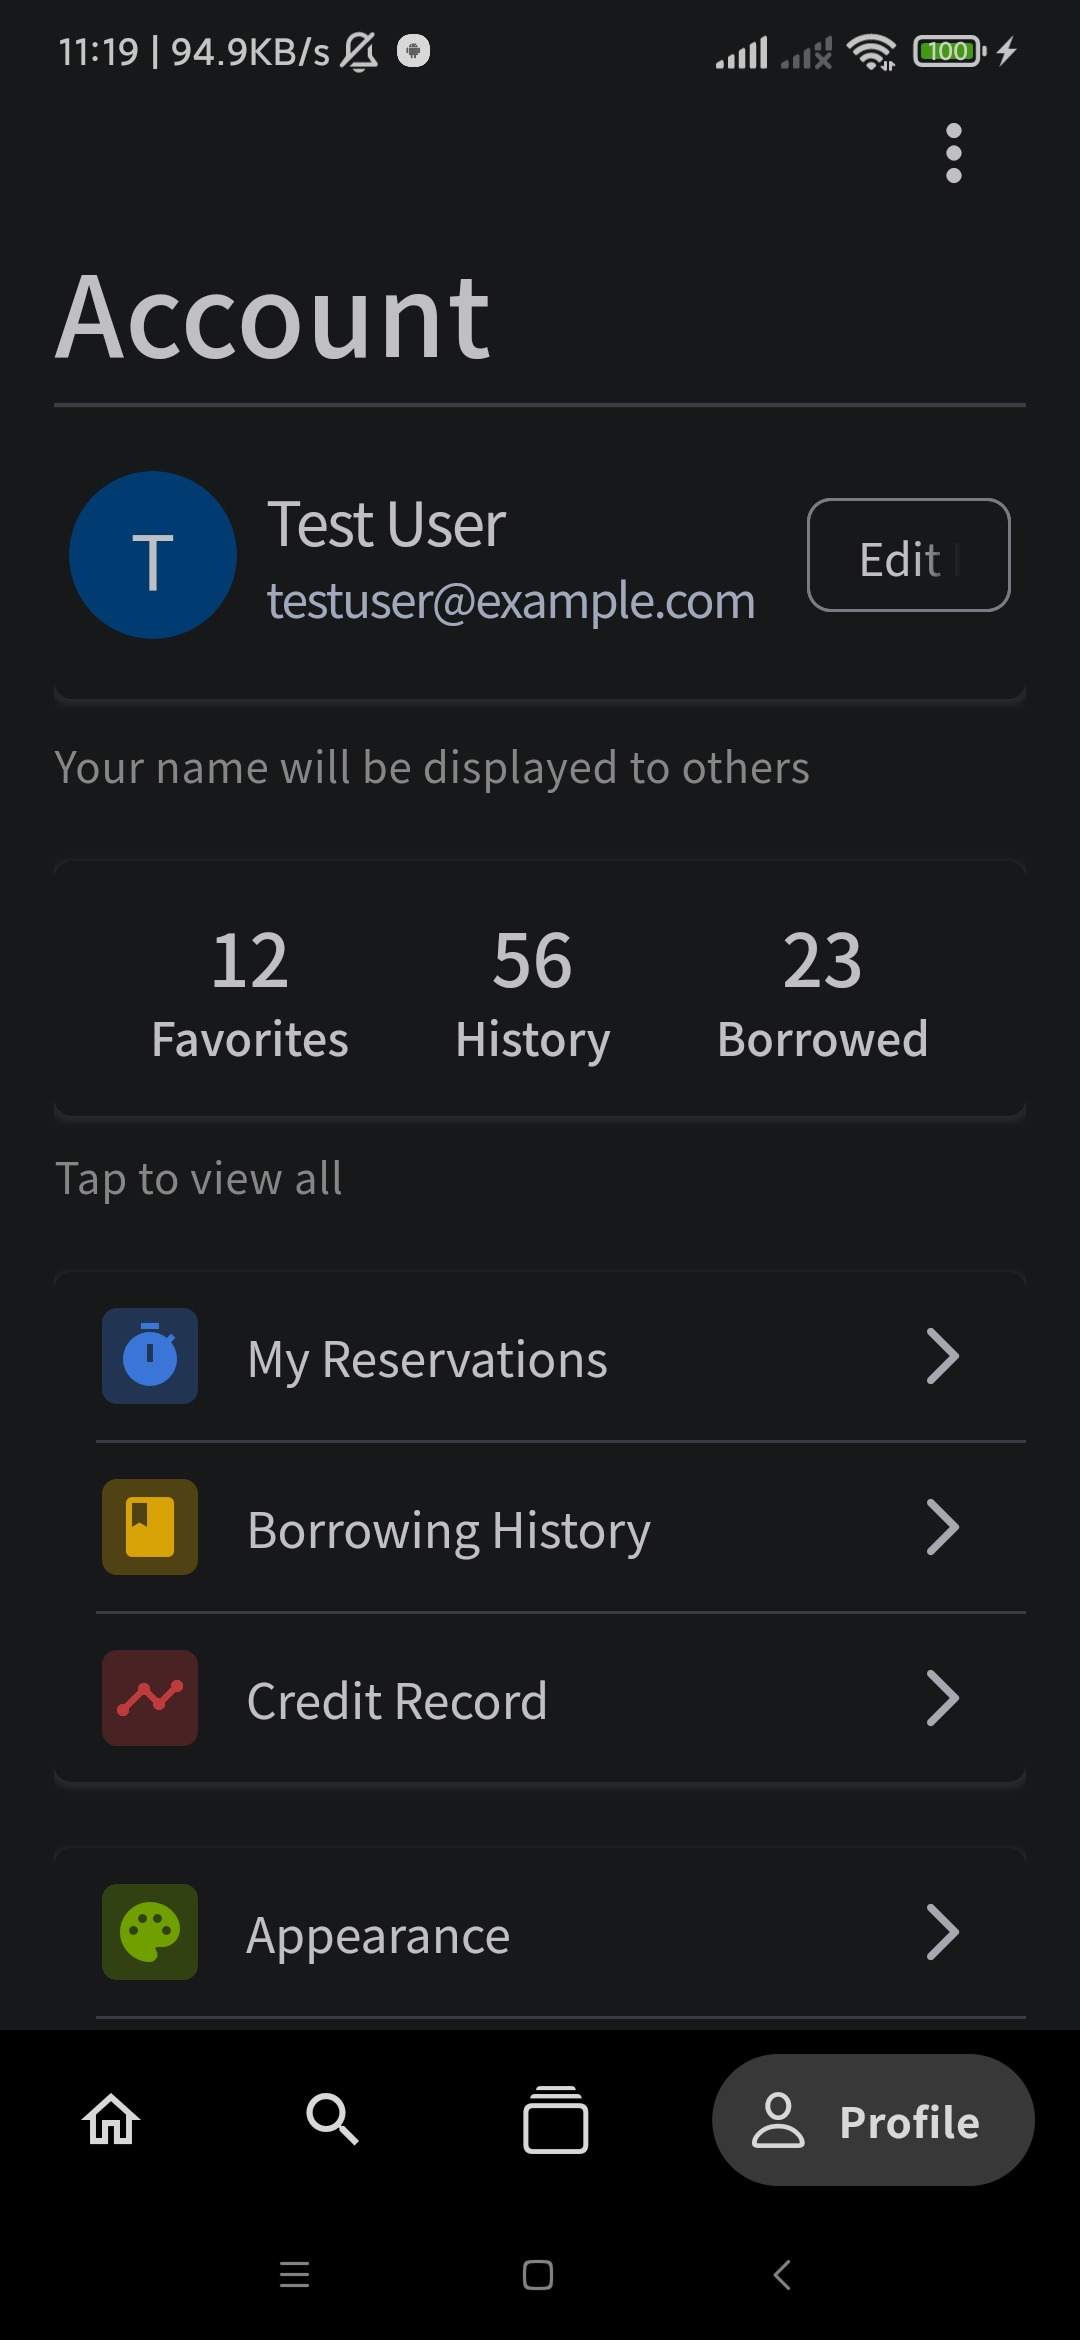 11:19 | 94.9KB/s
100
Account
T
Test User
testuser@example.com
Edit
Your name will be displayed to others
12
56
23
Favorites
History
Borrowed
Tap to view all
My Reservations
Borrowing History
Credit Record
Appearance
Profile